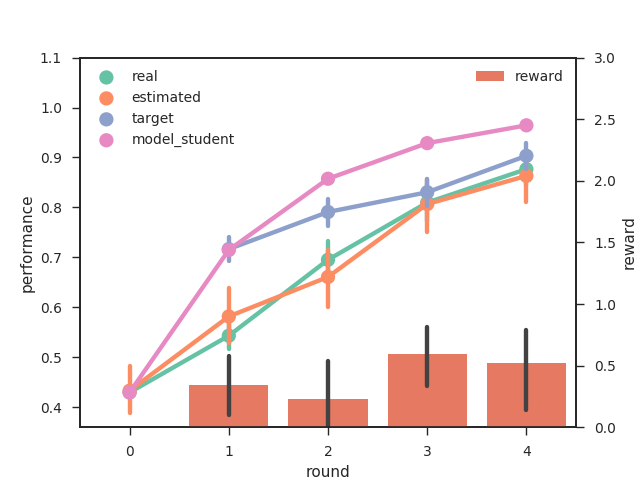 real
estimated
target
model_student
reward
performance
1.1
1.0
0.9
0.8
0.7
0.6
0.5
0.4
3.0
2.5
2.0
1.5
1.0
0.5
0.0
reward
0 1 2 3 4
round